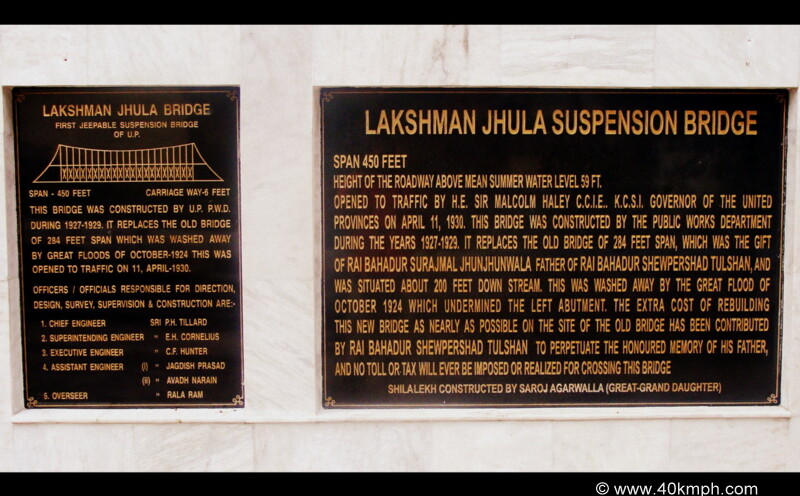 LAKSHMAN JHULA BRIDGE
FIRST JEEPABLE SUSPENSION BRIDGE
OF U.P.
SPAN - 450 FEET CARRIAGE WAY-6 FEET
THIS BRIDGE WAS CONSTRUCTED BY U.P. P.W.D.
DURING 1927-1929. IT REPLACES THE OLD BRIDGE
OF 284 FEET SPAN WHICH WAS WASHED AWAY
BY GREAT FLOODS OF OCTOBER-1924 THIS WAS
OPENED TO TRAFFIC ON 11, APRIL-1930.
OFFICERS / OFFICIALS RESPONSIBLE FOR DIRECTION,
DESIGN, SURVEY, SUPERVISION & CONSTRUCTION ARE:-
1. CHIEF ENGINEER SRI P.H. TILLARD
2. SUPERINTENDING ENGINEER " E.H. CORNELIUS
3. EXECUTIVE ENGINEER " C.F. HUNTER
4. ASSISTANT ENGINEER (i) " JAGDISH PRASAD
(ii) " AVADH NARAIN
5. OVERSEER " RALA RAM
LAKSHMAN JHULA SUSPENSION BRIDGE
SPAN 450 FEET
HEIGHT OF THE ROADWAY ABOVE MEAN SUMMER WATER LEVEL 59 FT.
OPENED TO TRAFFIC BY H.E. SIR MALCOLM HALEY C.C.I.E.. K.C.S.I. GOVERNOR OF THE UNITED
PROVINCES ON APRIL 11, 1930. THIS BRIDGE WAS CONSTRUCTED BY THE PUBLIC WORKS DEPARTMENT
DURING THE YEARS 1927-1929. IT REPLACES THE OLD BRIDGE OF 284 FEET SPAN, WHICH WAS THE GIFT
OF RAI BAHADUR SURAJMAL JHUNJHUNWALA FATHER OF RAI BAHADUR SHEWPERSHAD TULSHAN, AND
WAS SITUATED ABOUT 200 FEET DOWN STREAM. THIS WAS WASHED AWAY BY THE GREAT FLOOD OF
OCTOBER 1924 WHICH UNDERMINED THE LEFT ABUTMENT. THE EXTRA COST OF REBUILDING
THIS NEW BRIDGE AS NEARLY AS POSSIBLE ON THE SITE OF THE OLD BRIDGE HAS BEEN CONTRIBUTED
BY RAI BAHADUR SHEWPERSHAD TULSHAN TO PERPETUATE THE HONOURED MEMORY OF HIS FATHER,
AND NO TOLL OR TAX WILL EVER BE IMPOSED OR REALIZED FOR CROSSING THIS BRIDGE
SHILALEKH CONSTRUCTED BY SAROJ AGARWALLA (GREAT-GRAND DAUGHTER)
© www.40kmph.com